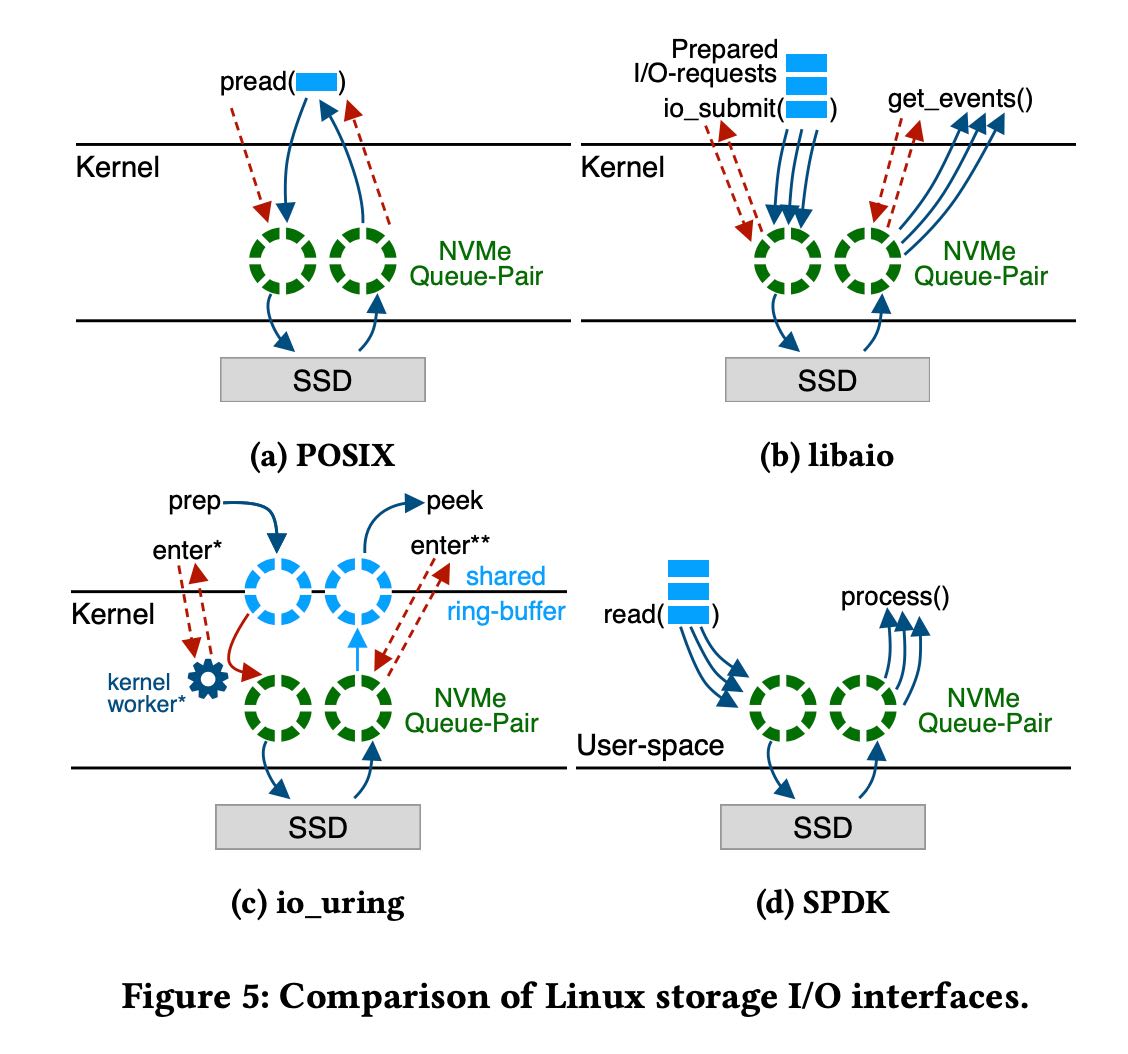 pread( )
Kernel
NVMe
Queue-Pair
SSD
(a) POSIX
Prepared
I/O-requests
io_submit( )
get_events()
Kernel
NVMe
Queue-Pair
SSD
(b) libaio
prep
peek
enter*
enter**
shared
ring-buffer
Kernel
kernel
worker*
NVMe
Queue-Pair
SSD
(c) io_uring
read( )
process()
NVMe
Queue-Pair
User-space
SSD
(d) SPDK
Figure 5: Comparison of Linux storage I/O interfaces.